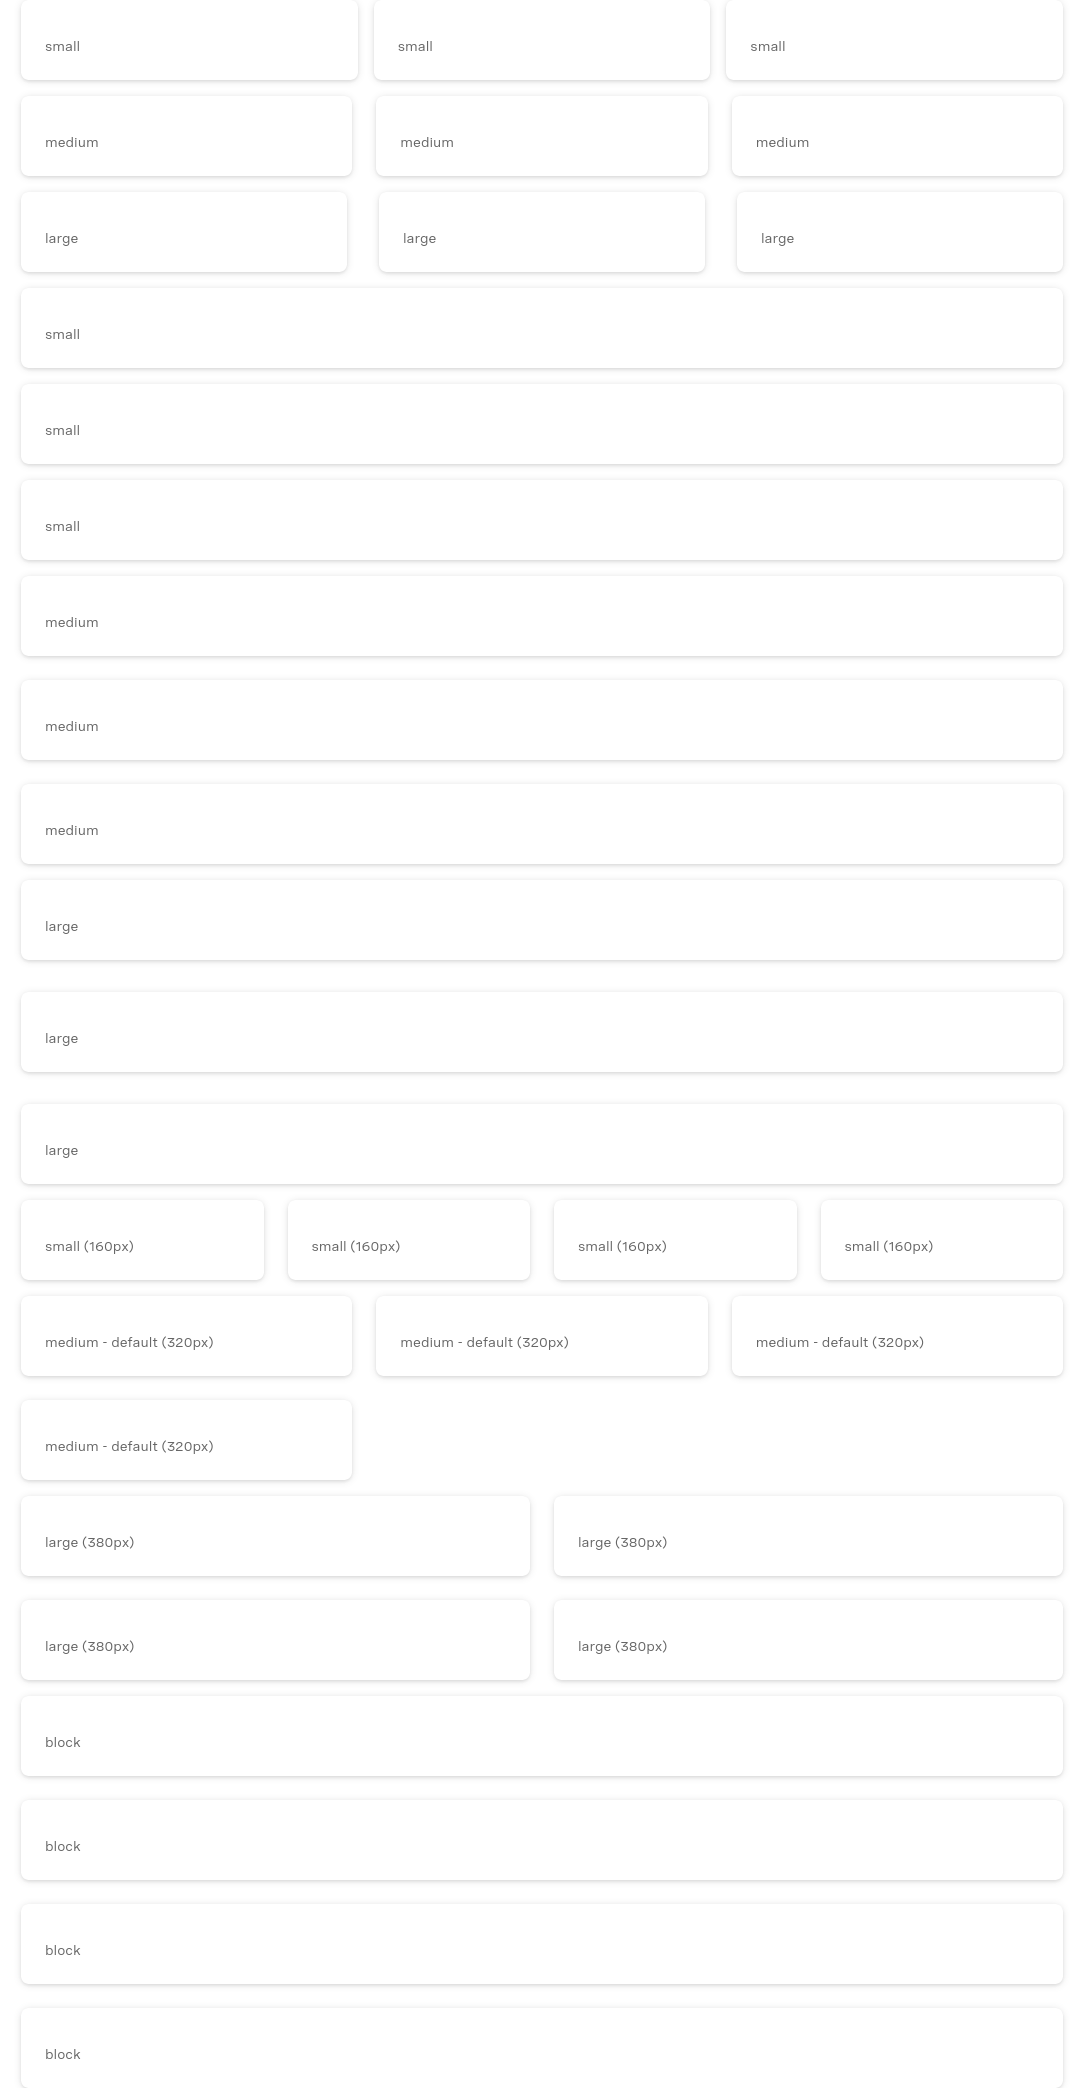 small small small
medium medium medium
large large large
small
small
small
medium
medium
medium
large
large
large
small (160px) small (160px) small (160px) small (160px)
medium - default (320px) medium - default (320px) medium - default (320px)
medium - default (320px)
large (380px) large (380px)
large (380px) large (380px)
block
block
block
block